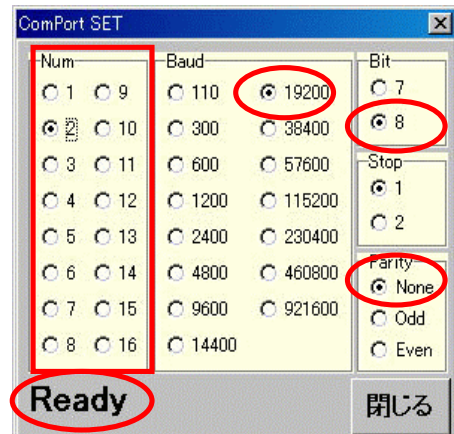 ComPort SET
Num Baud Bit
1 9 110 19200 7
2 10 300 38400 8
3 11 600 57600 Stop
4 12 1200 115200 1
5 13 2400 230400 2
6 14 4800 460800 Parity
7 15 9600 921600 None
8 16 14400 Odd
Even
Ready 閉じる